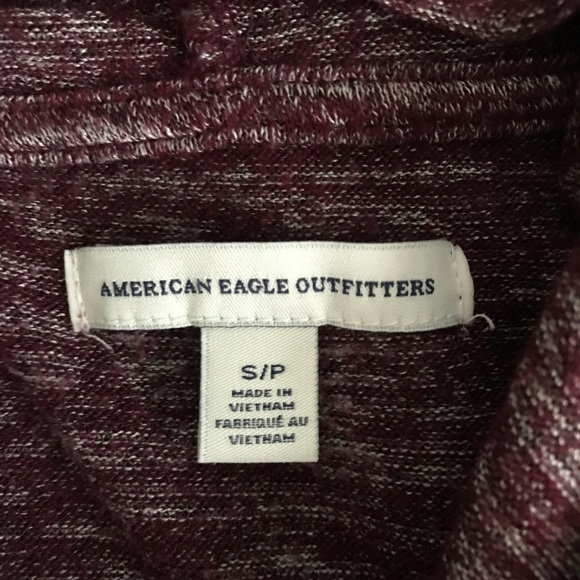 AMERICAN EAGLE OUTFITTERS
S/P
MADE IN
VIETNAM
FABRIQUÉ AU
VIETNAM